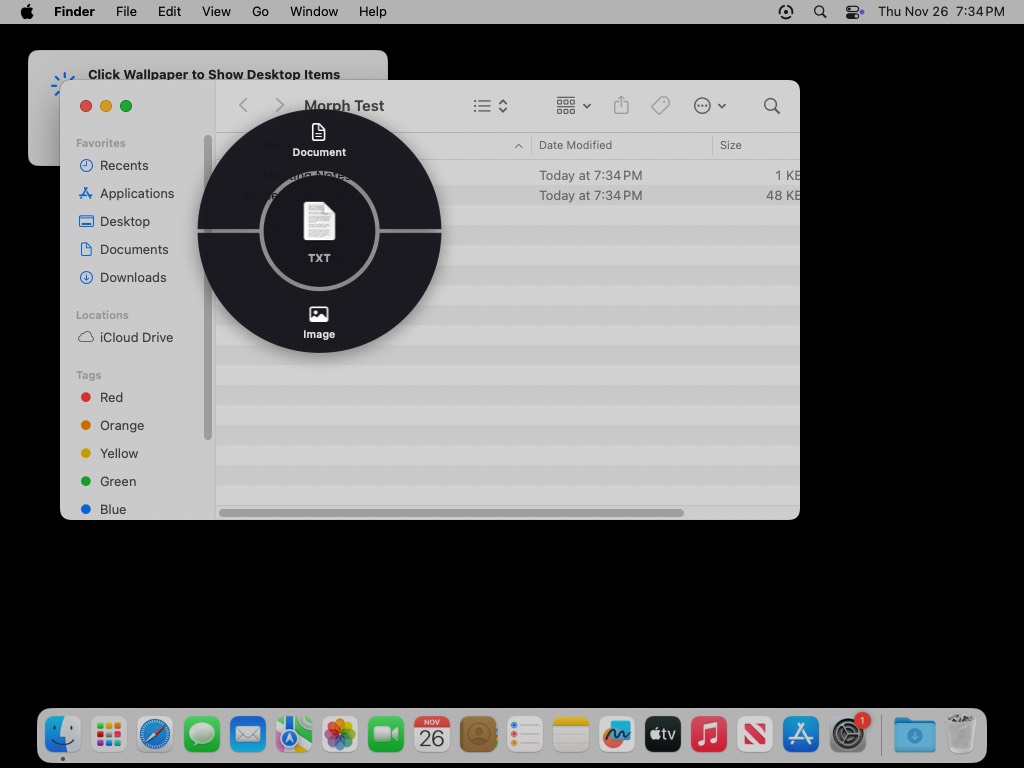 Finder File Edit View Go Window Help Thu Nov 26 7:34 PM
Click Wallpaper to Show Desktop Items
Morph Test
Favorites
Recents
Applications
Desktop
Documents
Downloads
Locations
iCloud Drive
Tags
Red
Orange
Yellow
Green
Blue
Date Modified Size
Today at 7:34 PM 1 KB
Today at 7:34 PM 48 KB
Document
TXT
Image
NOV
26
tv
1